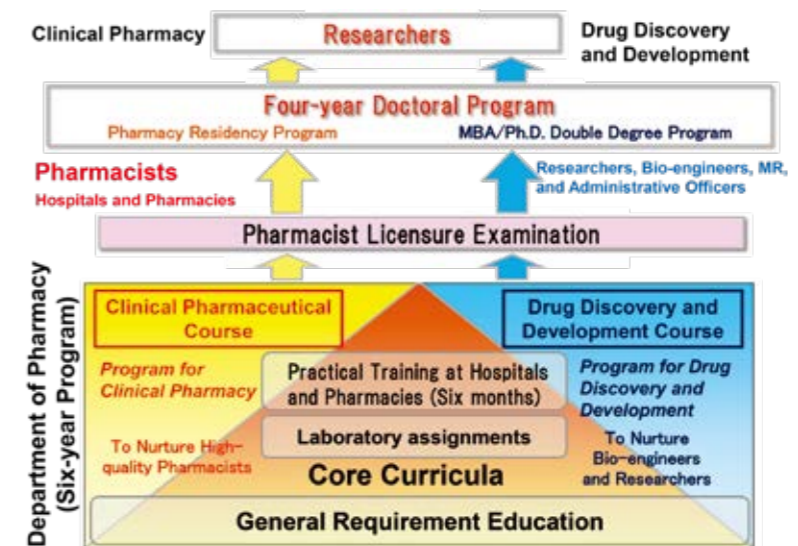 Clinical Pharmacy
Researchers
Drug Discovery
and Development
Four-year Doctoral Program
Pharmacy Residency Program
MBA/Ph.D. Double Degree Program
Pharmacists
Hospitals and Pharmacies
Researchers, Bio-engineers, MR,
and Administrative Officers
Pharmacist Licensure Examination
Department of Pharmacy
(Six-year Program)
Clinical Pharmaceutical
Course
Drug Discovery and
Development Course
Program for
Clinical Pharmacy
Practical Training at Hospitals
and Pharmacies (Six months)
Program for Drug
Discovery and
Development
To Nurture High-
quality Pharmacists
Laboratory assignments
To Nurture
Bio-engineers
and Researchers
Core Curricula
General Requirement Education